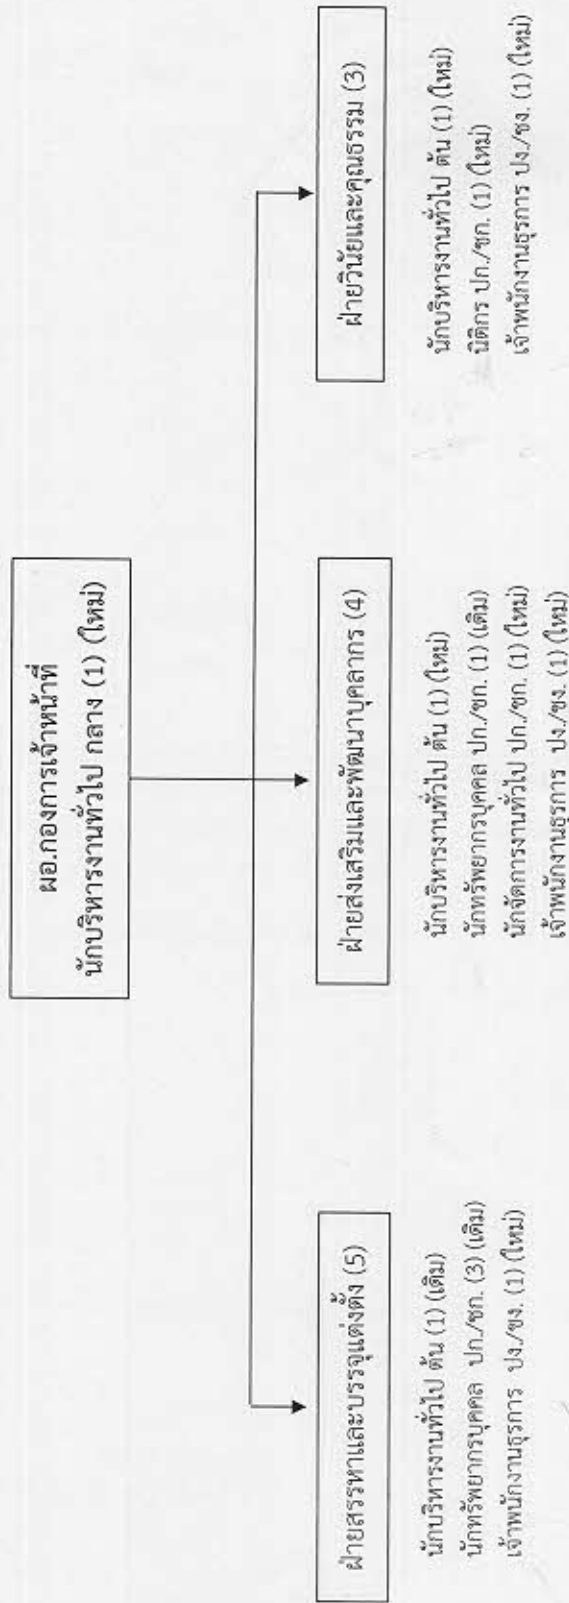 ผอ.กองการเจ้าหน้าที่
นักบริหารงานทั่วไป กลาง (1) (ใหม่)
ฝ่ายสรรหาและบรรจุแต่งตั้ง (5)
นักบริหารงานทั่วไป ต้น (1) (เดิม)
นักทรัพยากรบุคคล ปก./ชก. (3) (เดิม)
เจ้าพนักงานธุรการ ปง./ชง. (1) (ใหม่)
ฝ่ายส่งเสริมและพัฒนาบุคลากร (4)
นักบริหารงานทั่วไป ต้น (1) (ใหม่)
นักทรัพยากรบุคคล ปก./ชก. (1) (เดิม)
นักจัดการงานทั่วไป ปก./ชก. (1) (ใหม่)
เจ้าพนักงานธุรการ ปง./ชง. (1) (ใหม่)
ฝ่ายวินัยและคุณธรรม (3)
นักบริหารงานทั่วไป ต้น (1) (ใหม่)
นิติกร ปก./ชก. (1) (ใหม่)
เจ้าพนักงานธุรการ ปง./ชง. (1) (ใหม่)